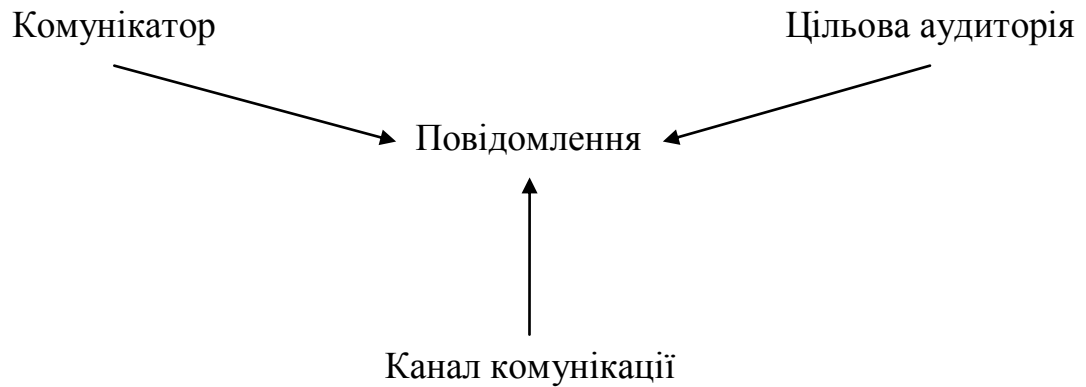 Комунікатор
Цільова аудиторія
Повідомлення
Канал комунікації